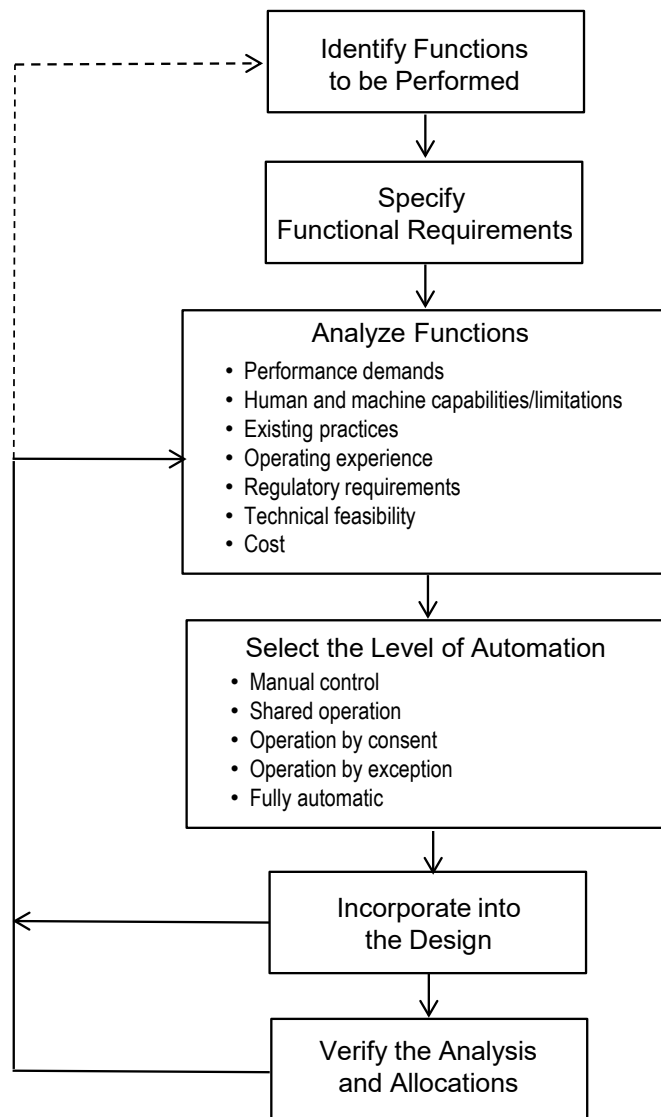 Identify Functions
to be Performed
Specify
Functional Requirements
Analyze Functions
• Performance demands
• Human and machine capabilities/limitations
• Existing practices
• Operating experience
• Regulatory requirements
• Technical feasibility
• Cost
Select the Level of Automation
• Manual control
• Shared operation
• Operation by consent
• Operation by exception
• Fully automatic
Incorporate into
the Design
Verify the Analysis
and Allocations